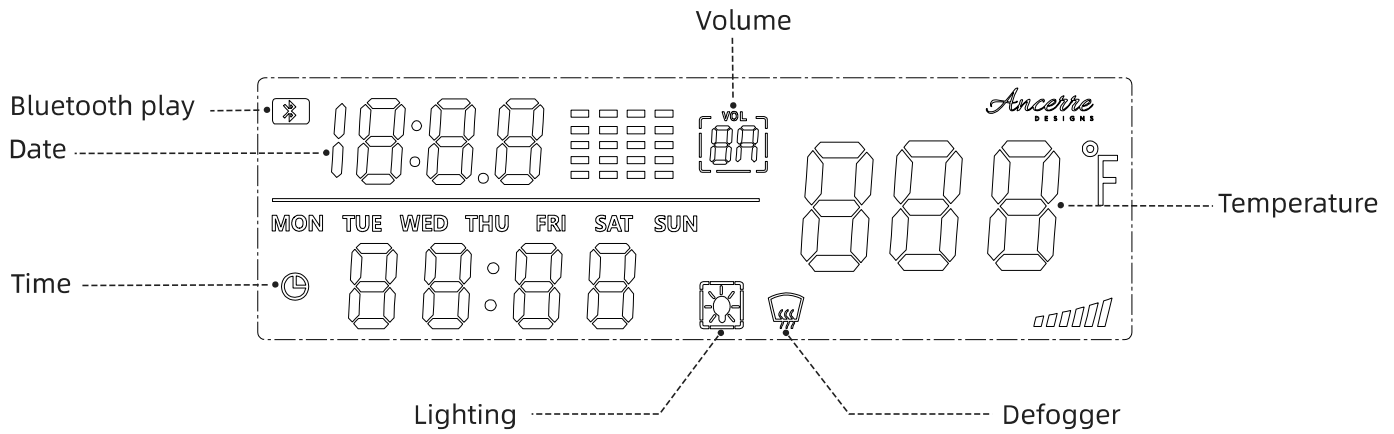 Volume
Bluetooth play
Date
VOL
Ancerre
DESIGNS
°F
Temperature
MON TUE WED THU FRI SAT SUN
Time
Lighting
Defogger